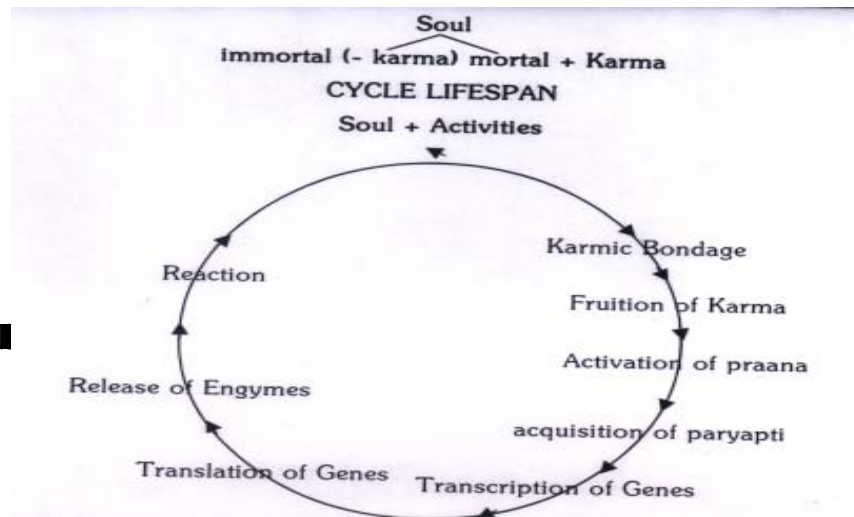 Soul
immortal (- karma) mortal + Karma
CYCLE LIFESPAN
Soul + Activities
Karmic Bondage
Fruition of Karma
Activation of praana
acquisition of paryapti
Transcription of Genes
Translation of Genes
Release of Engymes
Reaction